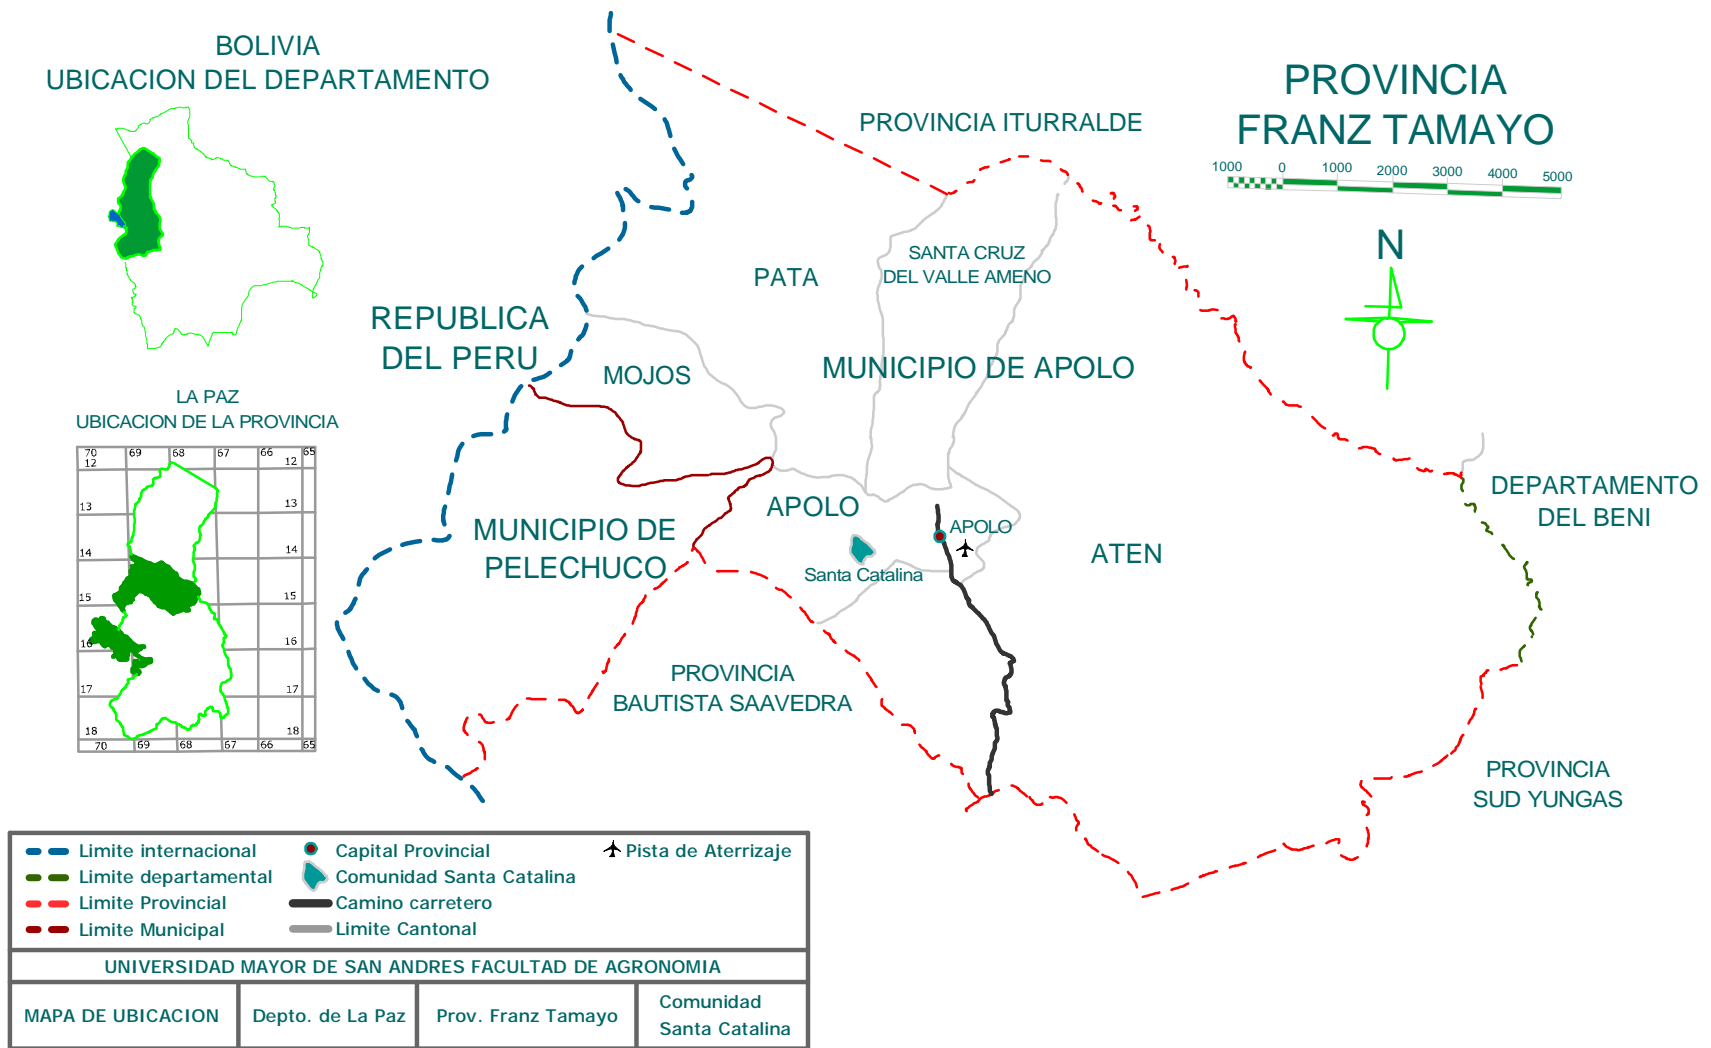 BOLIVIA
UBICACION DEL DEPARTAMENTO
PROVINCIA
FRANZ TAMAYO
1000 0 1000 2000 3000 4000 5000
N
PROVINCIA ITURRALDE
SANTA CRUZ
DEL VALLE AMENO
PATA
REPUBLICA
DEL PERU
MOJOS
MUNICIPIO DE APOLO
LA PAZ
UBICACION DE LA PROVINCIA
70 69 68 67 66 65
12 12
13 13
14 14
15 15
16 16
17 17
18 18
70 69 68 67 66 65
MUNICIPIO DE
PELECHUCO
APOLO
APOLO
Santa Catalina
ATEN
DEPARTAMENTO
DEL BENI
PROVINCIA
BAUTISTA SAAVEDRA
PROVINCIA
SUD YUNGAS
Limite internacional
Limite departamental
Limite Provincial
Limite Municipal
Capital Provincial
Comunidad Santa Catalina
Camino carretero
Limite Cantonal
Pista de Aterrizaje
UNIVERSIDAD MAYOR DE SAN ANDRES FACULTAD DE AGRONOMIA
MAPA DE UBICACION
Depto. de La Paz
Prov. Franz Tamayo
Comunidad
Santa Catalina